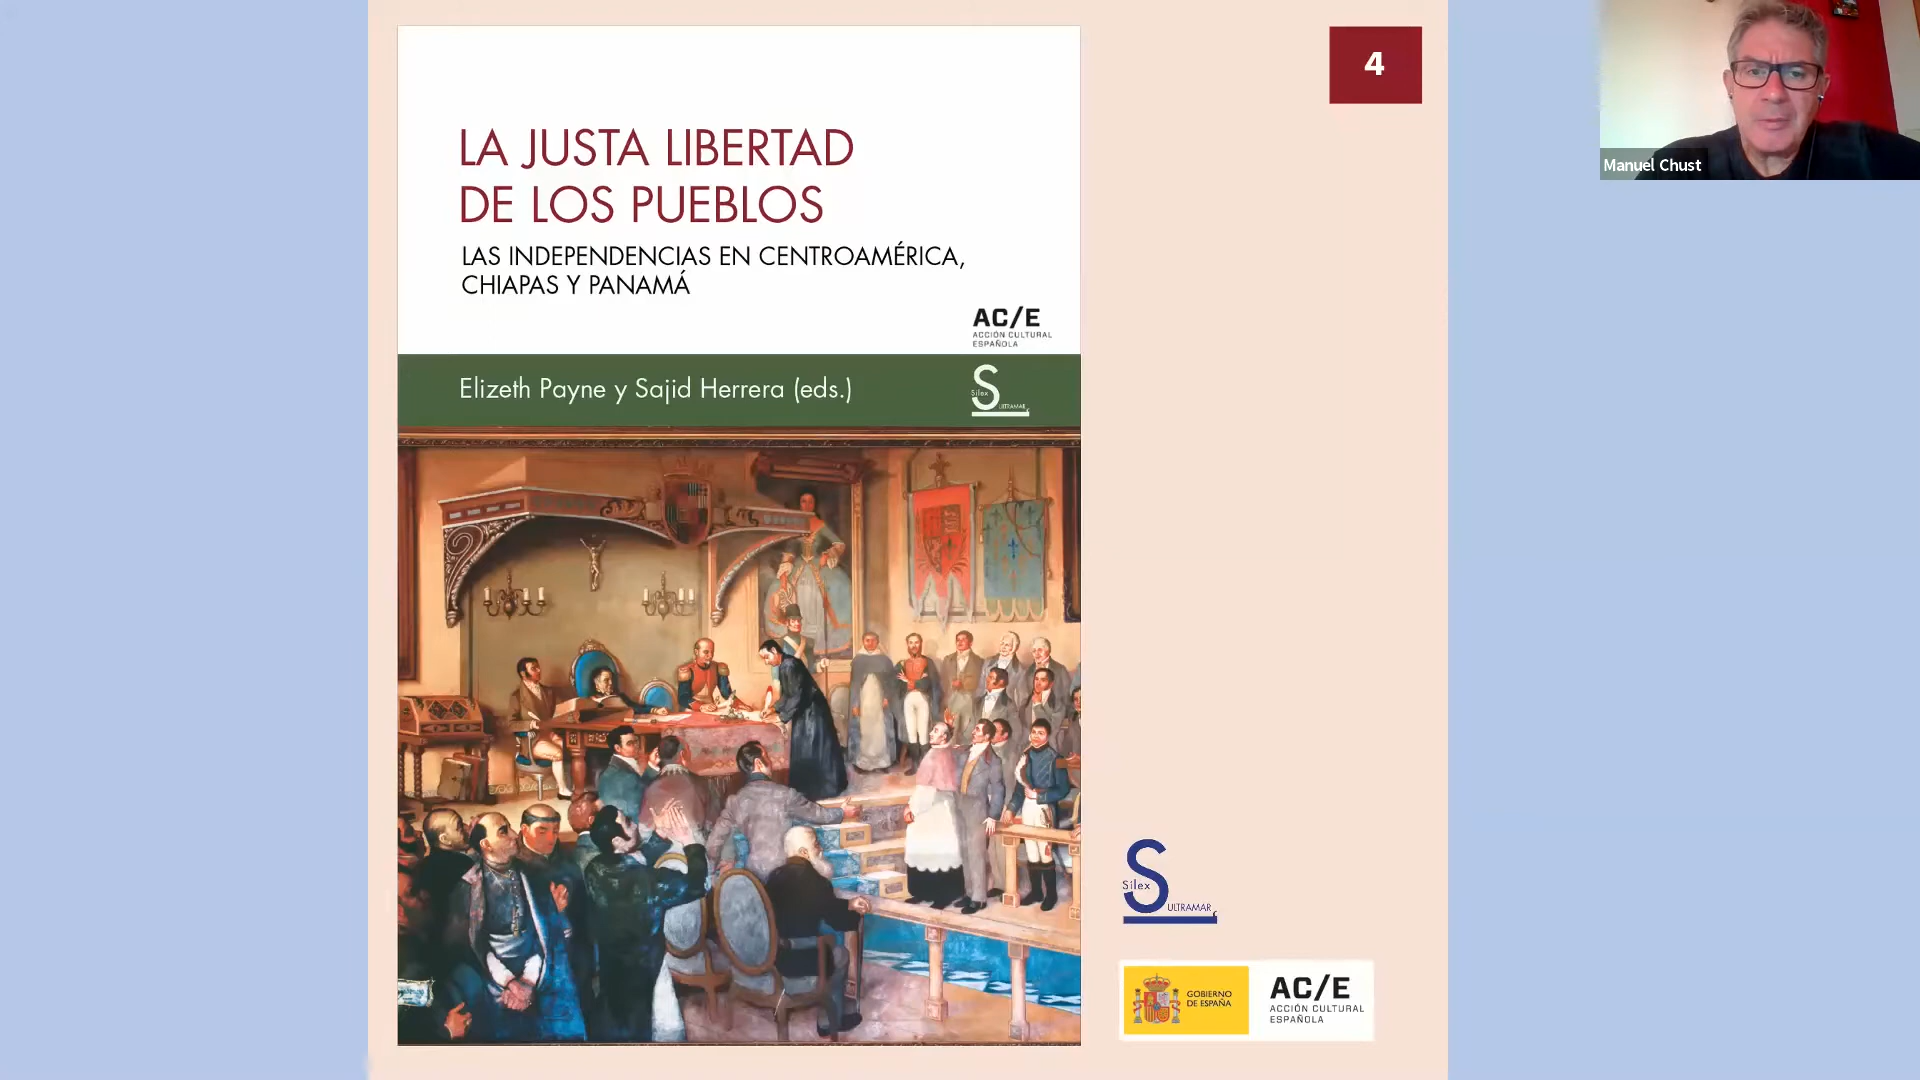 LA JUSTA LIBERTAD
DE LOS PUEBLOS
LAS INDEPENDENCIAS EN CENTROAMÉRICA,
CHIAPAS Y PANAMÁ
AC/E
ACCIÓN CULTURAL
ESPAÑOLA
Elizeth Payne y Sajid Herrera (eds.)
S
Silex
ULTRAMAR
4
Manuel Chust
S
Silex
ULTRAMAR
GOBIERNO
DE ESPAÑA
AC/E
ACCIÓN CULTURAL
ESPAÑOLA